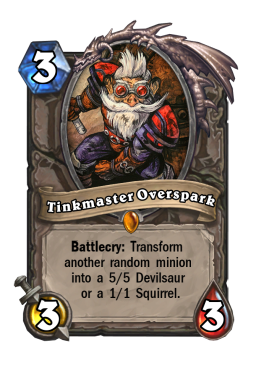 3
Tinkmaster Overspark
Battlecry: Transform
another random minion
into a 5/5 Devilsaur
or a 1/1 Squirrel.
3
3